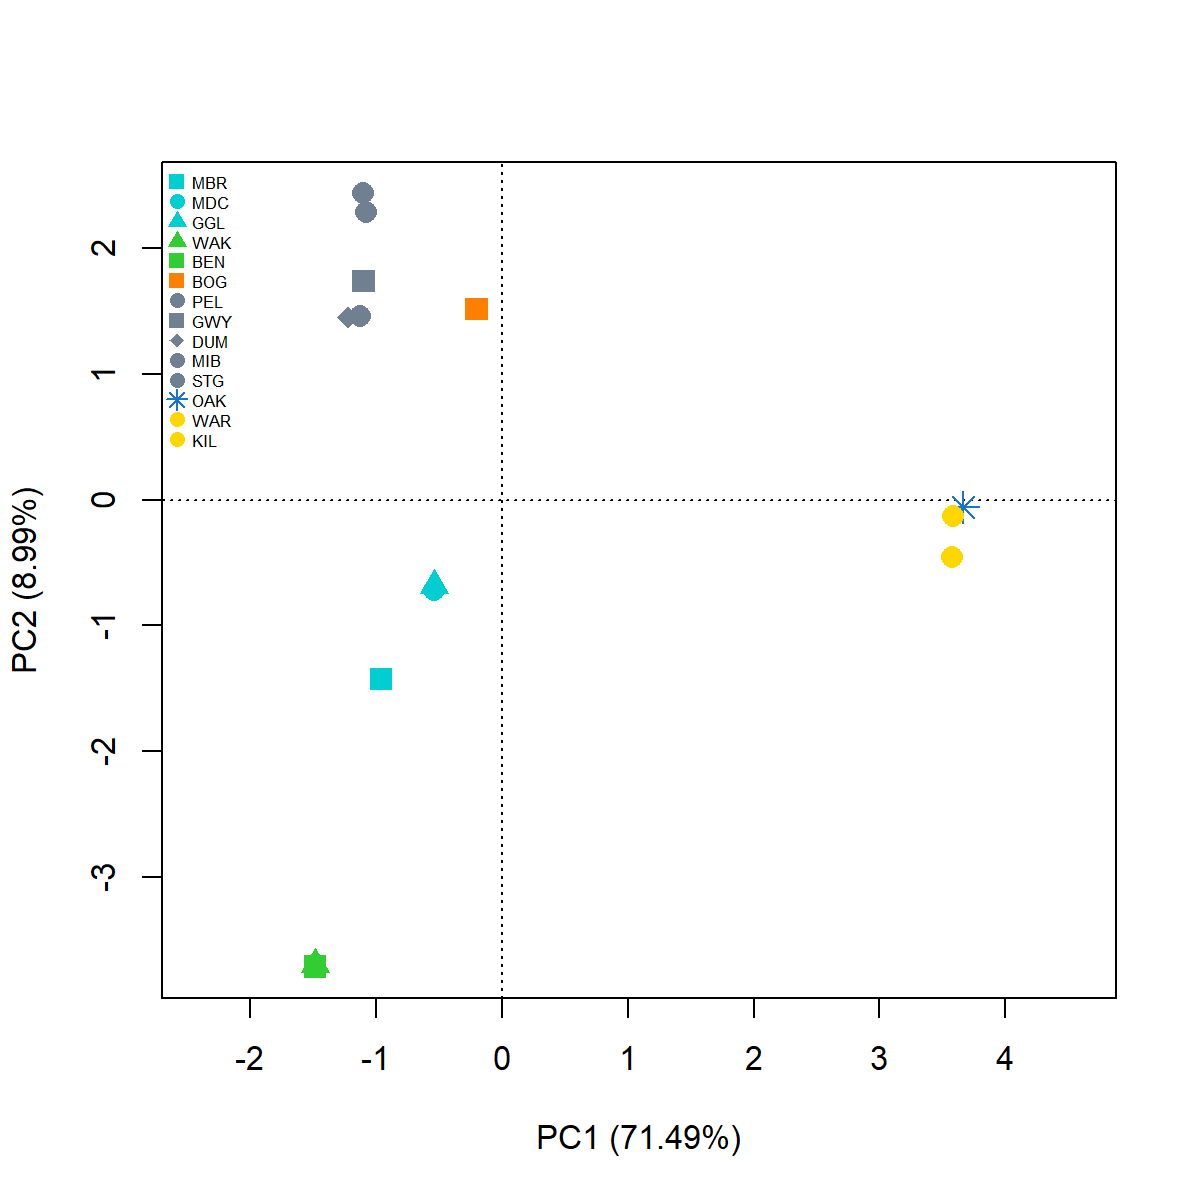 MBR
MDC
GGL
WAK
BEN
BOG
PEL
GWY
DUM
MIB
STG
OAK
WAR
KIL
2
1
0
-1
-2
-3
PC2 (8.99%)
-2 -1 0 1 2 3 4
PC1 (71.49%)